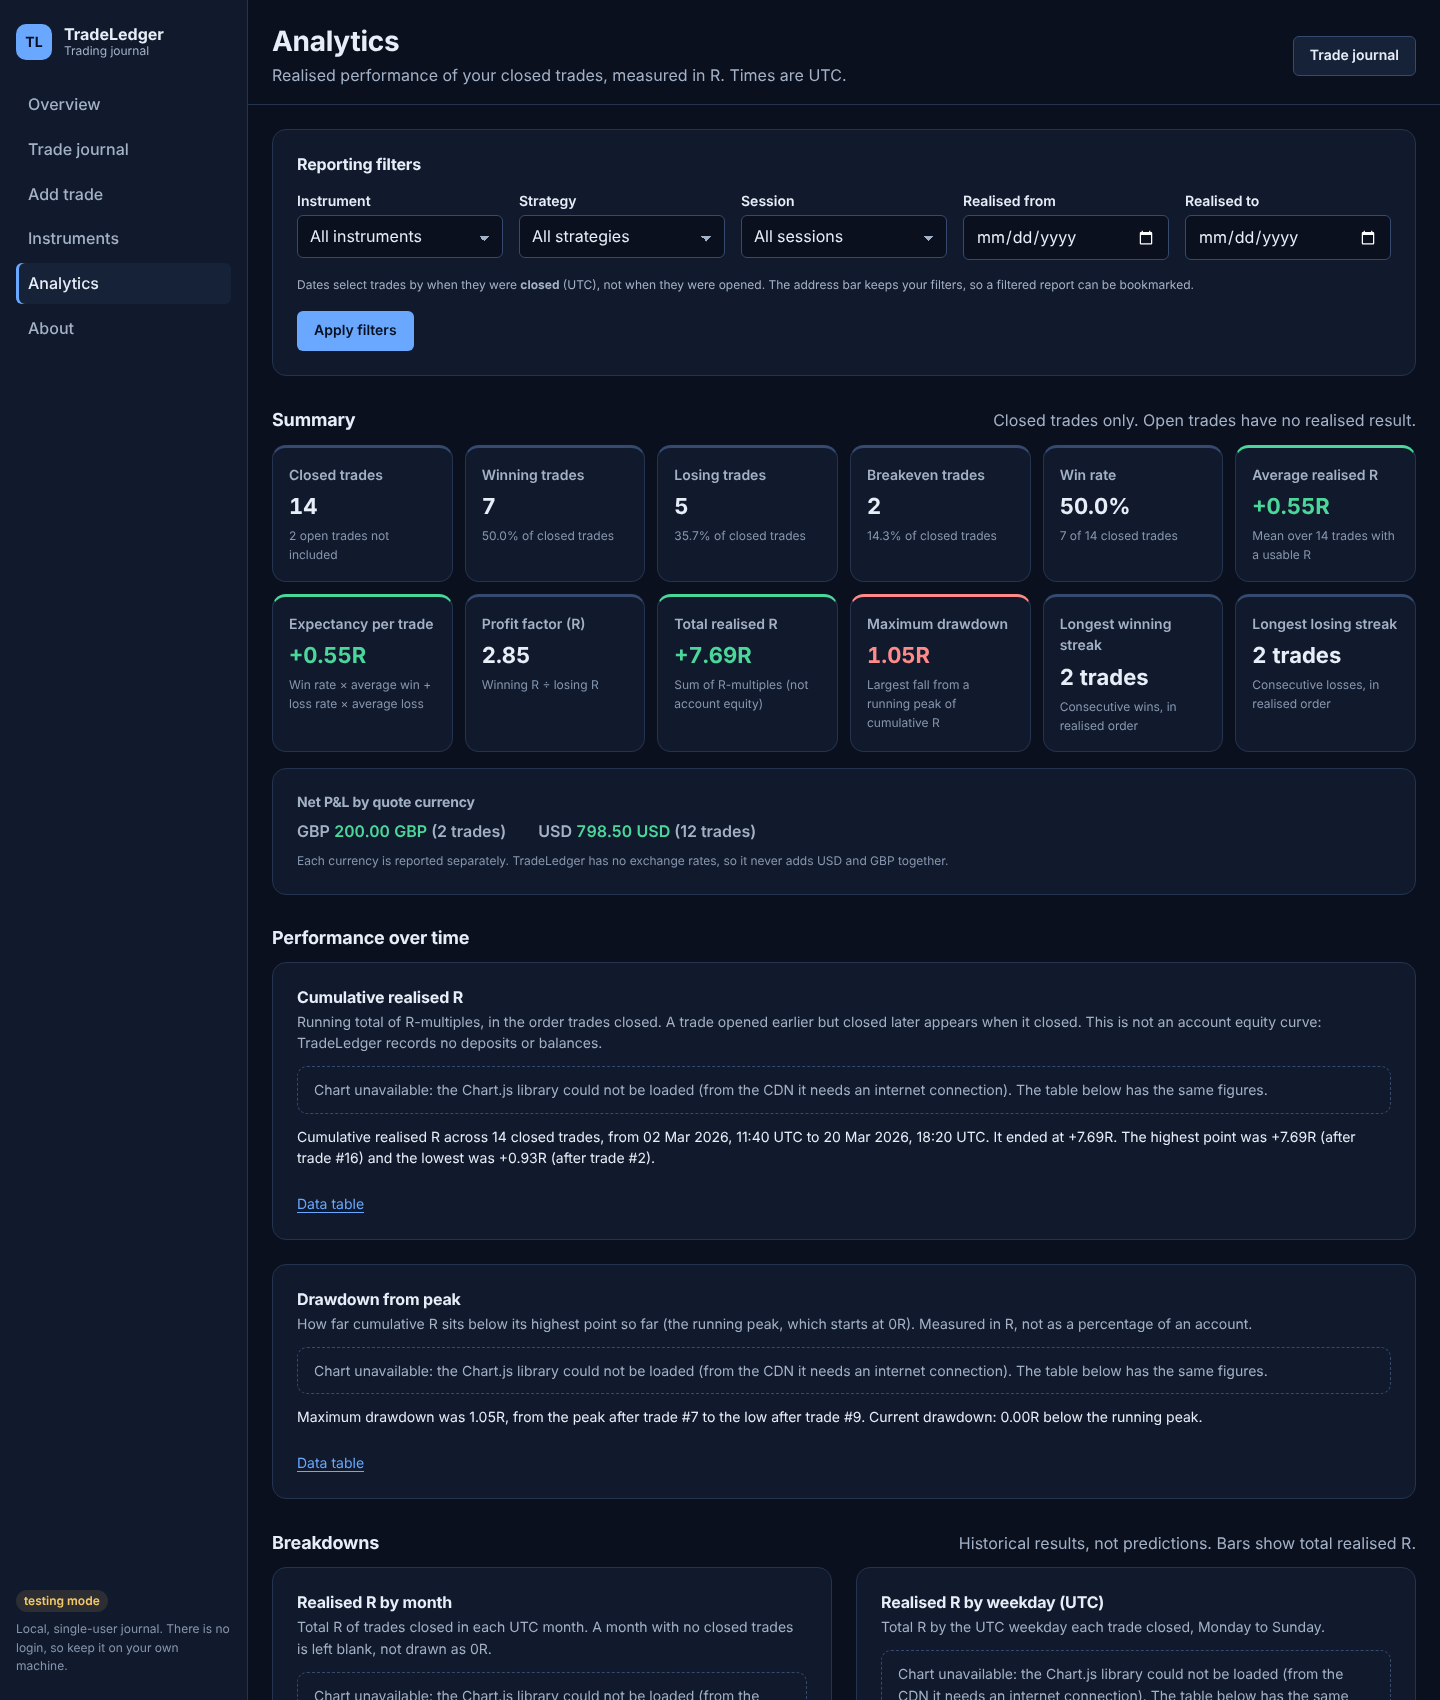 TL
TradeLedger
Trading journal
Overview
Trade journal
Add trade
Instruments
Analytics
About
testing mode
Local, single-user journal. There is no
login, so keep it on your own
machine.
Analytics
Realised performance of your closed trades, measured in R. Times are UTC.
Trade journal
Reporting filters
Instrument
All instruments
Strategy
All strategies
Session
All sessions
Realised from
mm/dd/yyyy
Realised to
mm/dd/yyyy
Dates select trades by when they were closed (UTC), not when they were opened. The address bar keeps your filters, so a filtered report can be bookmarked.
Apply filters
Summary
Closed trades only. Open trades have no realised result.
Closed trades
14
2 open trades not
included
Winning trades
7
50.0% of closed trades
Losing trades
5
35.7% of closed trades
Breakeven trades
2
14.3% of closed trades
Win rate
50.0%
7 of 14 closed trades
Average realised R
+0.55R
Mean over 14 trades with
a usable R
Expectancy per trade
+0.55R
Win rate × average win +
loss rate × average loss
Profit factor (R)
2.85
Winning R ÷ losing R
Total realised R
+7.69R
Sum of R-multiples (not
account equity)
Maximum drawdown
1.05R
Largest fall from a
running peak of
cumulative R
Longest winning
streak
2 trades
Consecutive wins, in
realised order
Longest losing streak
2 trades
Consecutive losses, in
realised order
Net P&L by quote currency
GBP 200.00 GBP (2 trades)
USD 798.50 USD (12 trades)
Each currency is reported separately. TradeLedger has no exchange rates, so it never adds USD and GBP together.
Performance over time
Cumulative realised R
Running total of R-multiples, in the order trades closed. A trade opened earlier but closed later appears when it closed. This is not an account equity curve:
TradeLedger records no deposits or balances.
Chart unavailable: the Chart.js library could not be loaded (from the CDN it needs an internet connection). The table below has the same figures.
Cumulative realised R across 14 closed trades, from 02 Mar 2026, 11:40 UTC to 20 Mar 2026, 18:20 UTC. It ended at +7.69R. The highest point was +7.69R (after
trade #16) and the lowest was +0.93R (after trade #2).
Data table
Drawdown from peak
How far cumulative R sits below its highest point so far (the running peak, which starts at 0R). Measured in R, not as a percentage of an account.
Chart unavailable: the Chart.js library could not be loaded (from the CDN it needs an internet connection). The table below has the same figures.
Maximum drawdown was 1.05R, from the peak after trade #7 to the low after trade #9. Current drawdown: 0.00R below the running peak.
Data table
Breakdowns
Historical results, not predictions. Bars show total realised R.
Realised R by month
Total R of trades closed in each UTC month. A month with no closed trades
is left blank, not drawn as 0R.
Chart unavailable: the Chart.js library could not be loaded (from the
Realised R by weekday (UTC)
Total R by the UTC weekday each trade closed, Monday to Sunday.
Chart unavailable: the Chart.js library could not be loaded (from the
CDN it needs an internet connection). The table below has the same